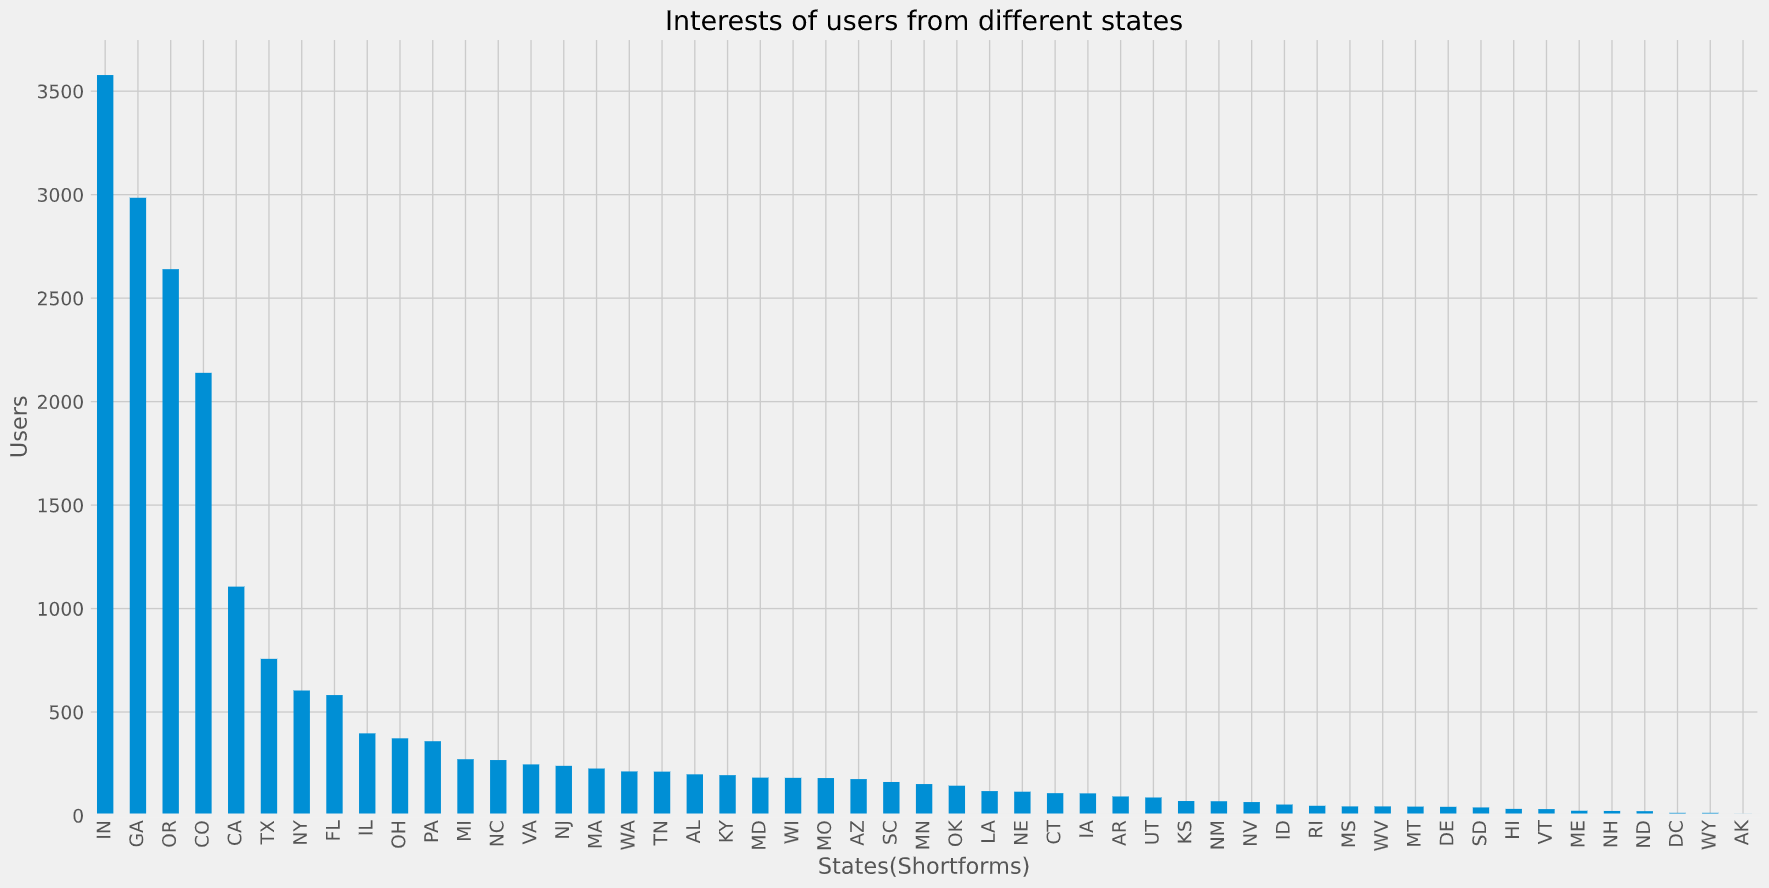 Interests of users from different states
3500
3000
2500
2000
1500
1000
500
0
Users
IN GA OR CO CA TX NY FL IL OH PA MI NC VA NJ MA WA TN AL KY MD WI MO AZ SC MN OK LA NE CT IA AR UT KS NM NV ID RI MS WV MT DE SD HI VT ME NH ND DC WY AK
States(Shortforms)